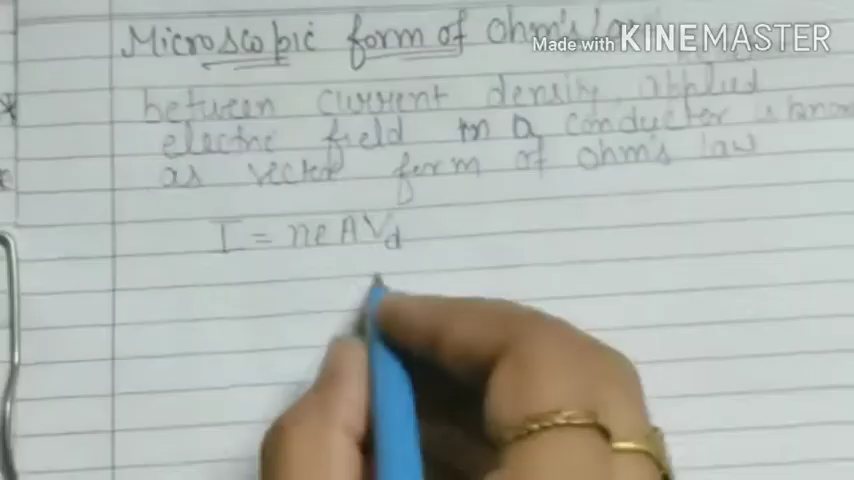 Microscopic form of Ohm's law
Made with KINEMASTER
between current density, applied
electric field in a conductor is known
as vector form of ohm's law
I = neAVd